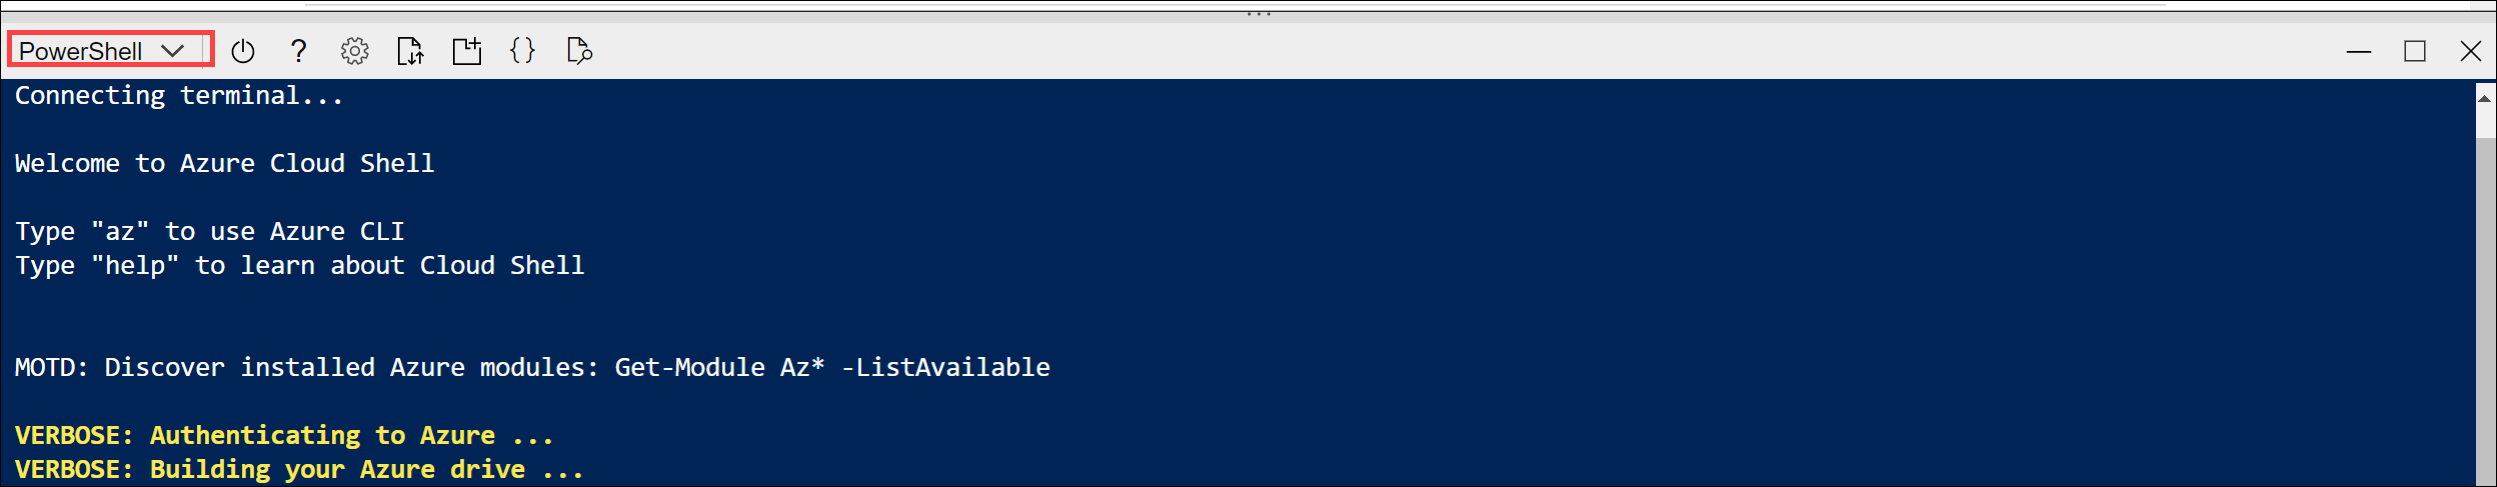 PowerShell
Connecting terminal...
Welcome to Azure Cloud Shell
Type "az" to use Azure CLI
Type "help" to learn about Cloud Shell
MOTD: Discover installed Azure modules: Get-Module Az* -ListAvailable
VERBOSE: Authenticating to Azure ...
VERBOSE: Building your Azure drive ...